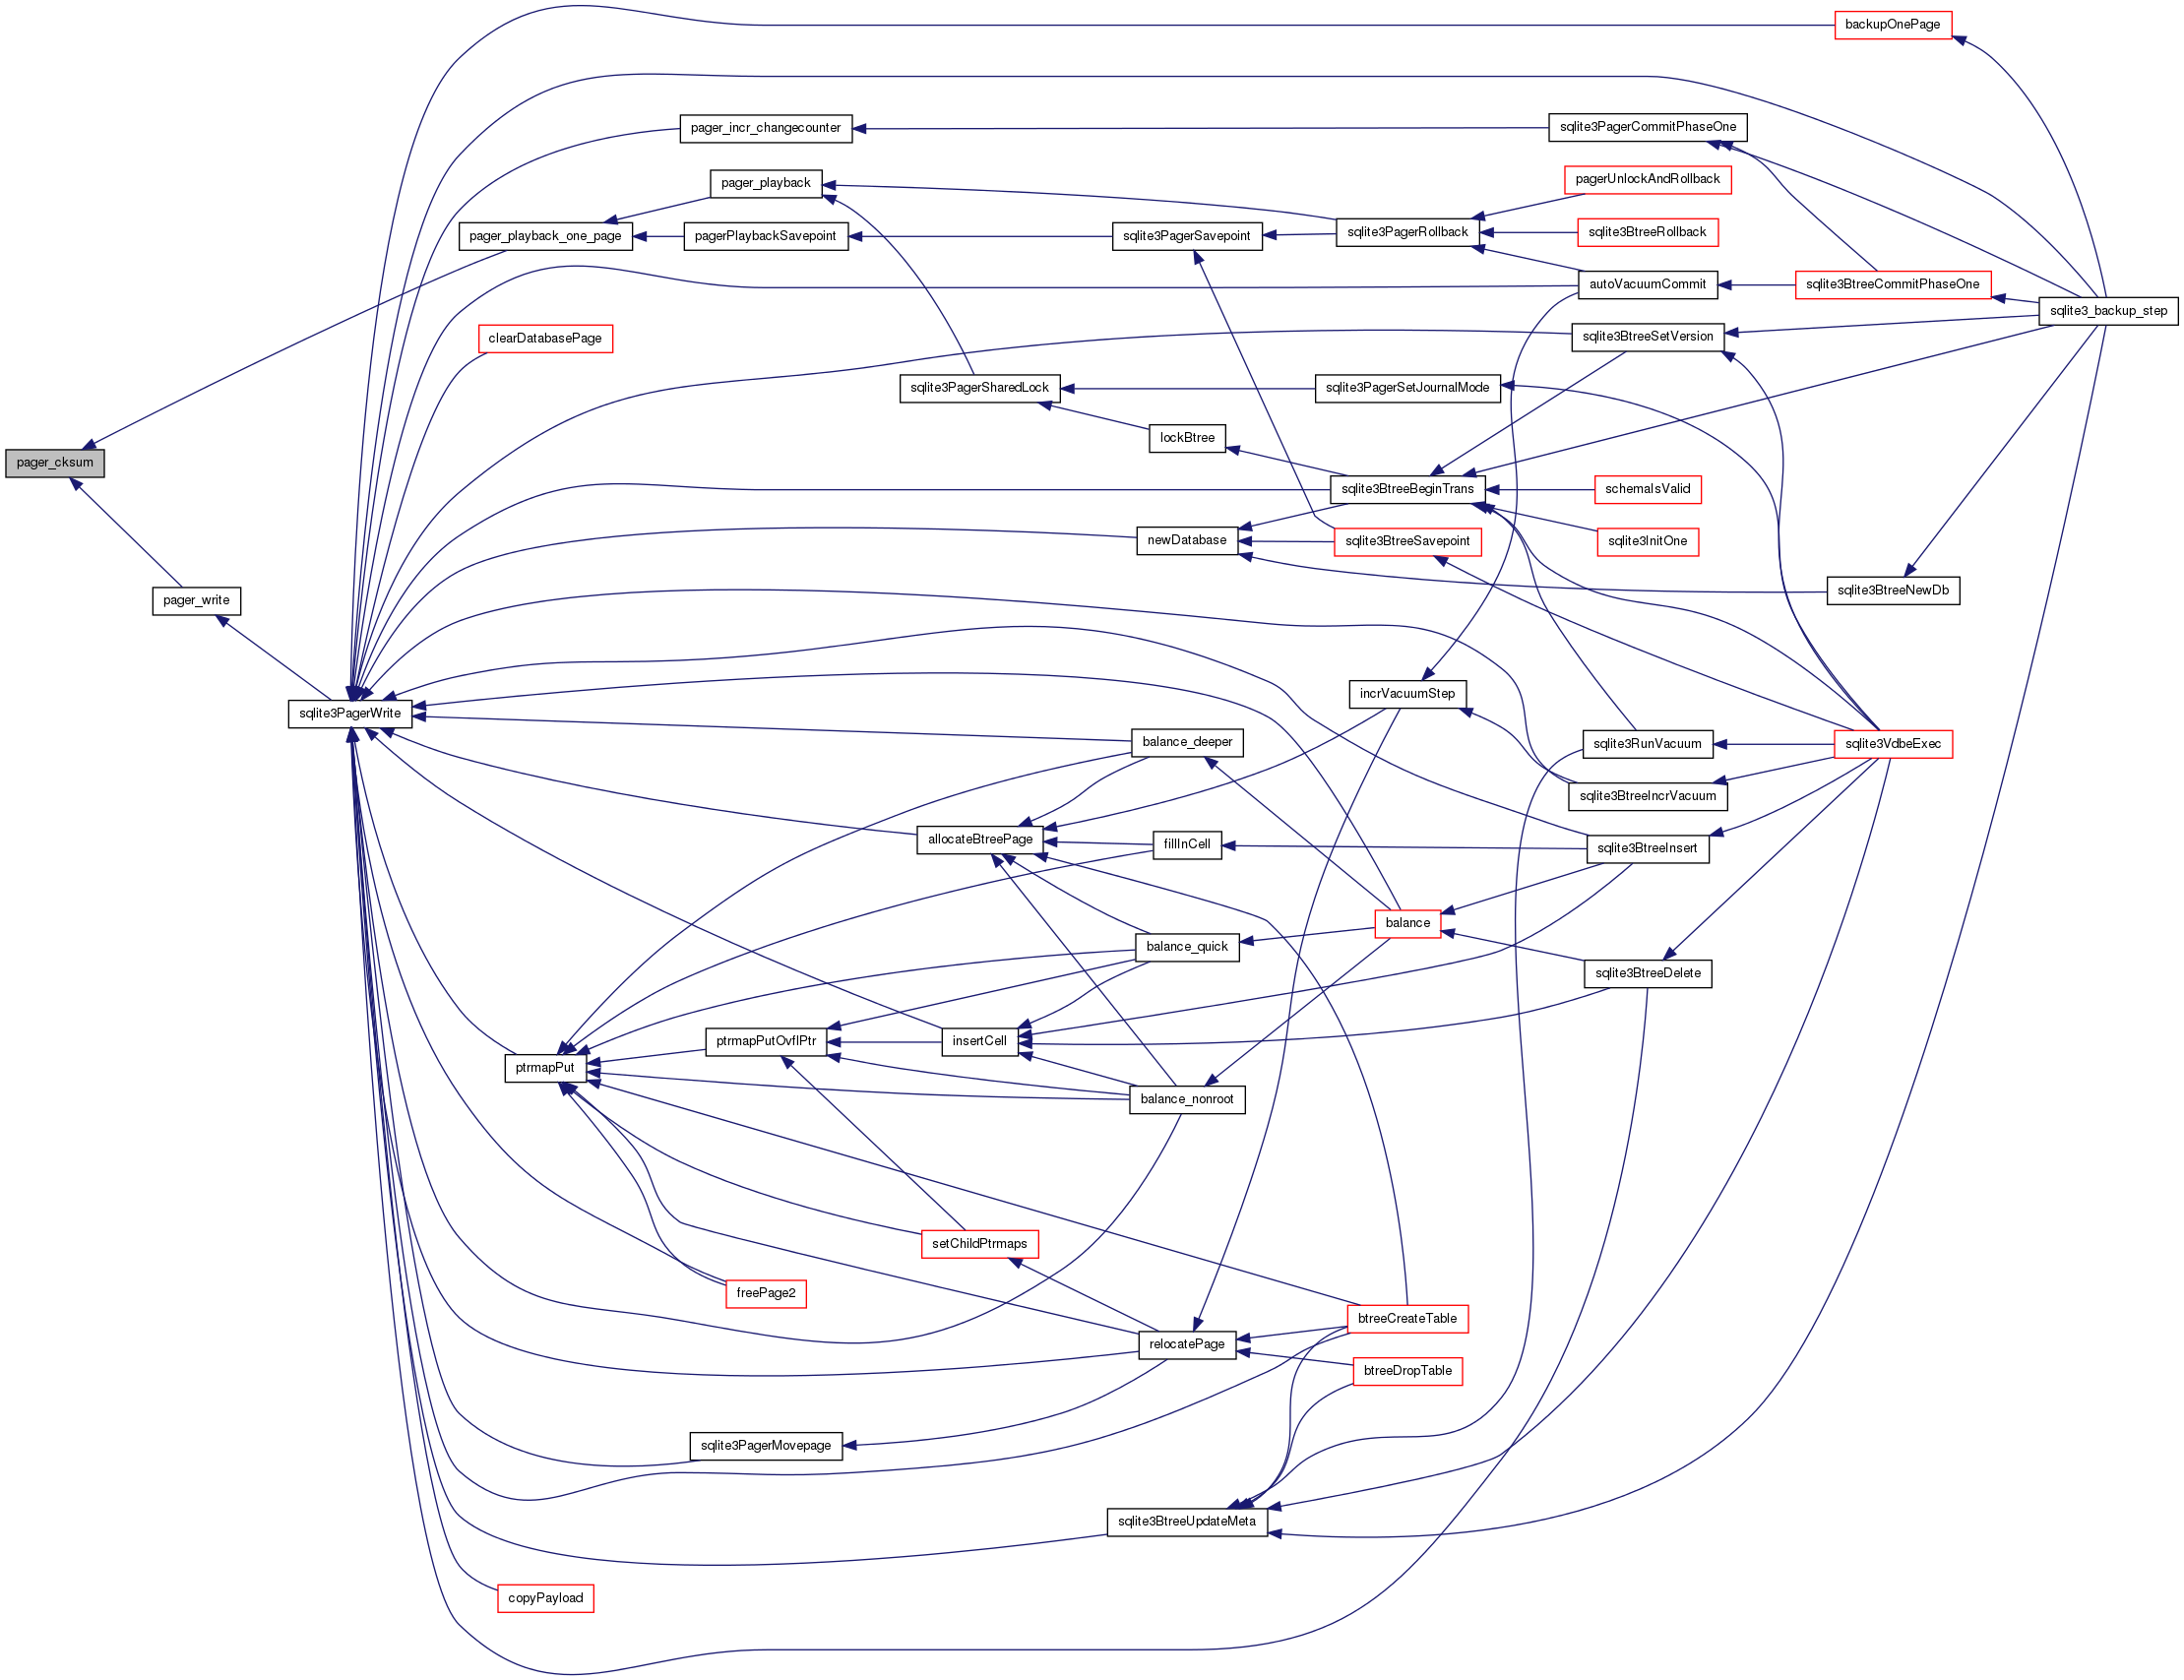 backupOnePage
pager_incr_changecounter
sqlite3PagerCommitPhaseOne
pager_playback
pagerUnlockAndRollback
pager_playback_one_page
pagerPlaybackSavepoint
sqlite3PagerSavepoint
sqlite3PagerRollback
sqlite3BtreeRollback
autoVacuumCommit
sqlite3BtreeCommitPhaseOne
sqlite3_backup_step
clearDatabasePage
sqlite3BtreeSetVersion
sqlite3PagerSharedLock
sqlite3PagerSetJournalMode
lockBtree
pager_cksum
sqlite3BtreeBeginTrans
schemaIsValid
newDatabase
sqlite3BtreeSavepoint
sqlite3InitOne
pager_write
sqlite3BtreeNewDb
incrVacuumStep
sqlite3PagerWrite
balance_deeper
sqlite3RunVacuum
sqlite3VdbeExec
sqlite3BtreeIncrVacuum
allocateBtreePage
fillInCell
sqlite3BtreeInsert
balance
balance_quick
sqlite3BtreeDelete
ptrmapPutOvflPtr
insertCell
ptrmapPut
balance_nonroot
setChildPtrmaps
freePage2
btreeCreateTable
relocatePage
btreeDropTable
sqlite3PagerMovepage
sqlite3BtreeUpdateMeta
copyPayload